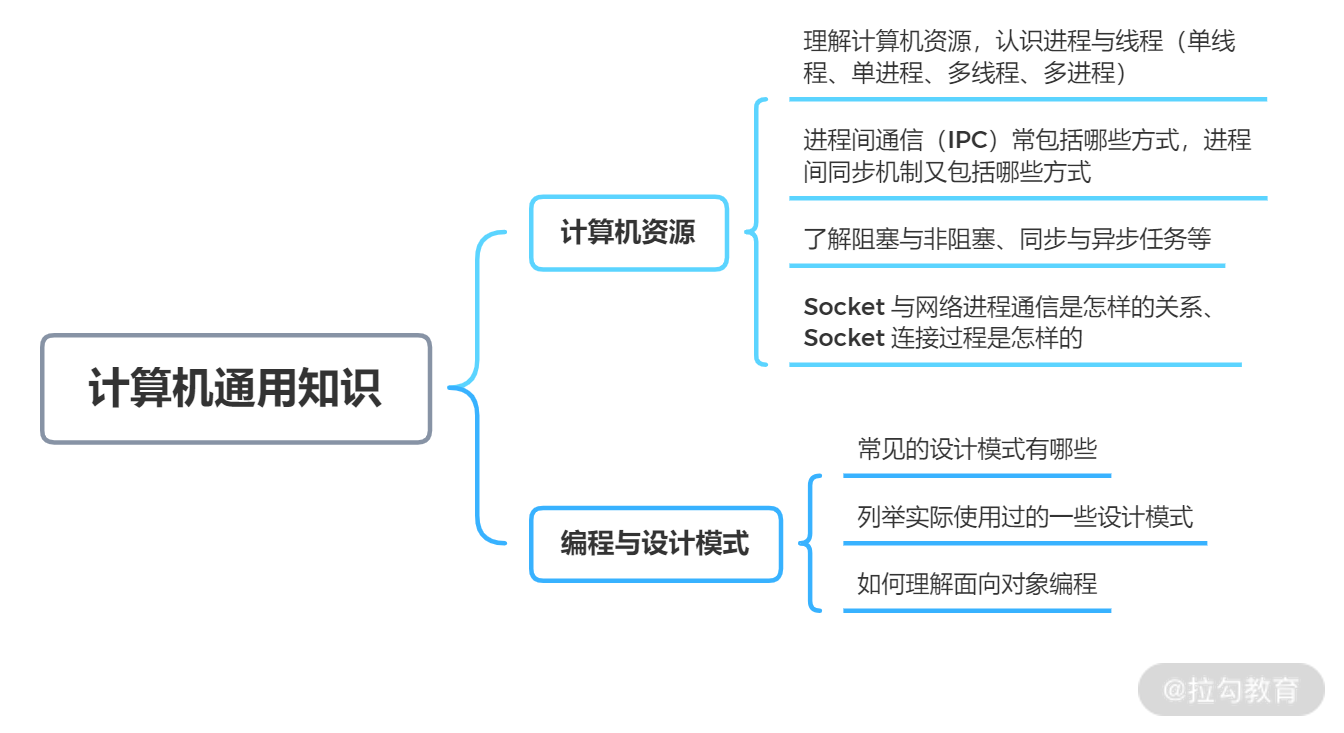 计算机通用知识
计算机资源
理解计算机资源，认识进程与线程（单线
程、单进程、多线程、多进程）
进程间通信（IPC）常包括哪些方式，进程
间同步机制又包括哪些方式
了解阻塞与非阻塞、同步与异步任务等
Socket 与网络进程通信是怎样的关系、
Socket 连接过程是怎样的
编程与设计模式
常见的设计模式有哪些
列举实际使用过的一些设计模式
如何理解面向对象编程
@拉勾教育